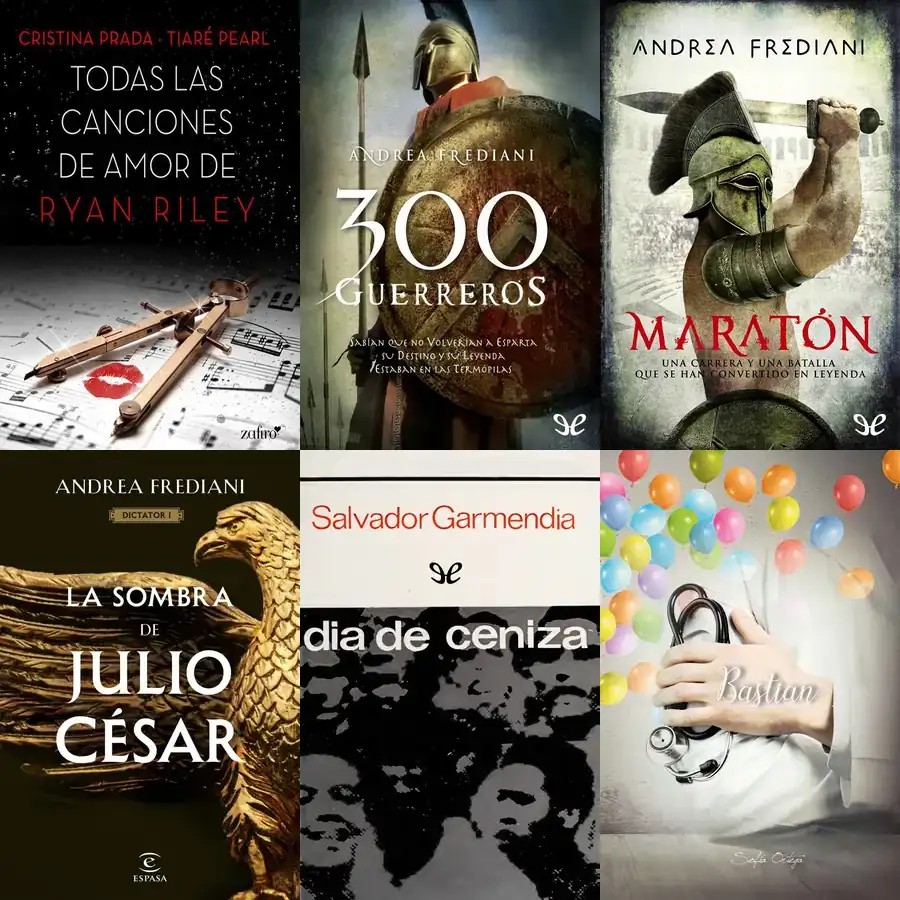 CRISTINA PRADA · TIARÉ PEARL
TODAS LAS
CANCIONES
DE AMOR DE
RYAN RILEY
zafiro
ANDREA FREDIANI
300
GUERREROS
SABÍAN QUE NO VOLVERÍAN A ESPARTA
SU DESTINO Y SU LEYENDA
ESTABAN EN LAS TERMÓPILAS
ANDREA FREDIANI
MARATÓN
UNA CARRERA Y UNA BATALLA
QUE SE HAN CONVERTIDO EN LEYENDA
ANDREA FREDIANI
DICTATOR I
LA SOMBRA
DE
JULIO
CÉSAR
e
ESPASA
Salvador Garmendia
dia de ceniza
Bastian
Sofía Ortega